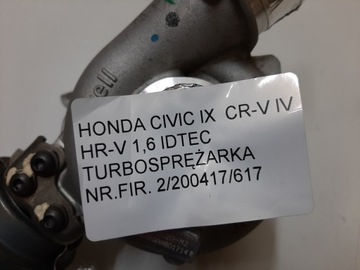 HONDA CIVIC IX CR-V IV
HR-V 1,6 IDTEC
TURBOSPRĘŻARKA
NR.FIR. 2/200417/617